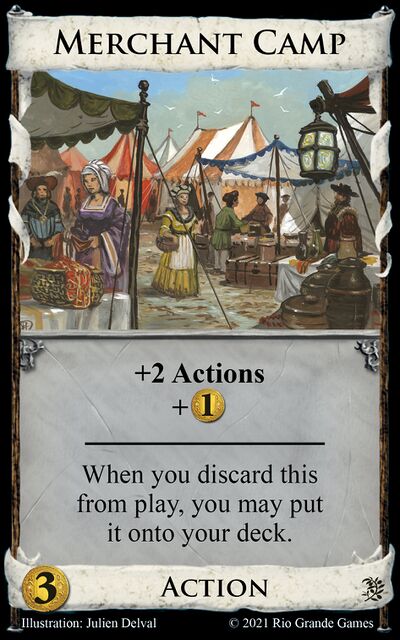 Merchant Camp
+2 Actions
+1
When you discard this
from play, you may put
it onto your deck.
3
Action
Illustration: Julien Delval
© 2021 Rio Grande Games